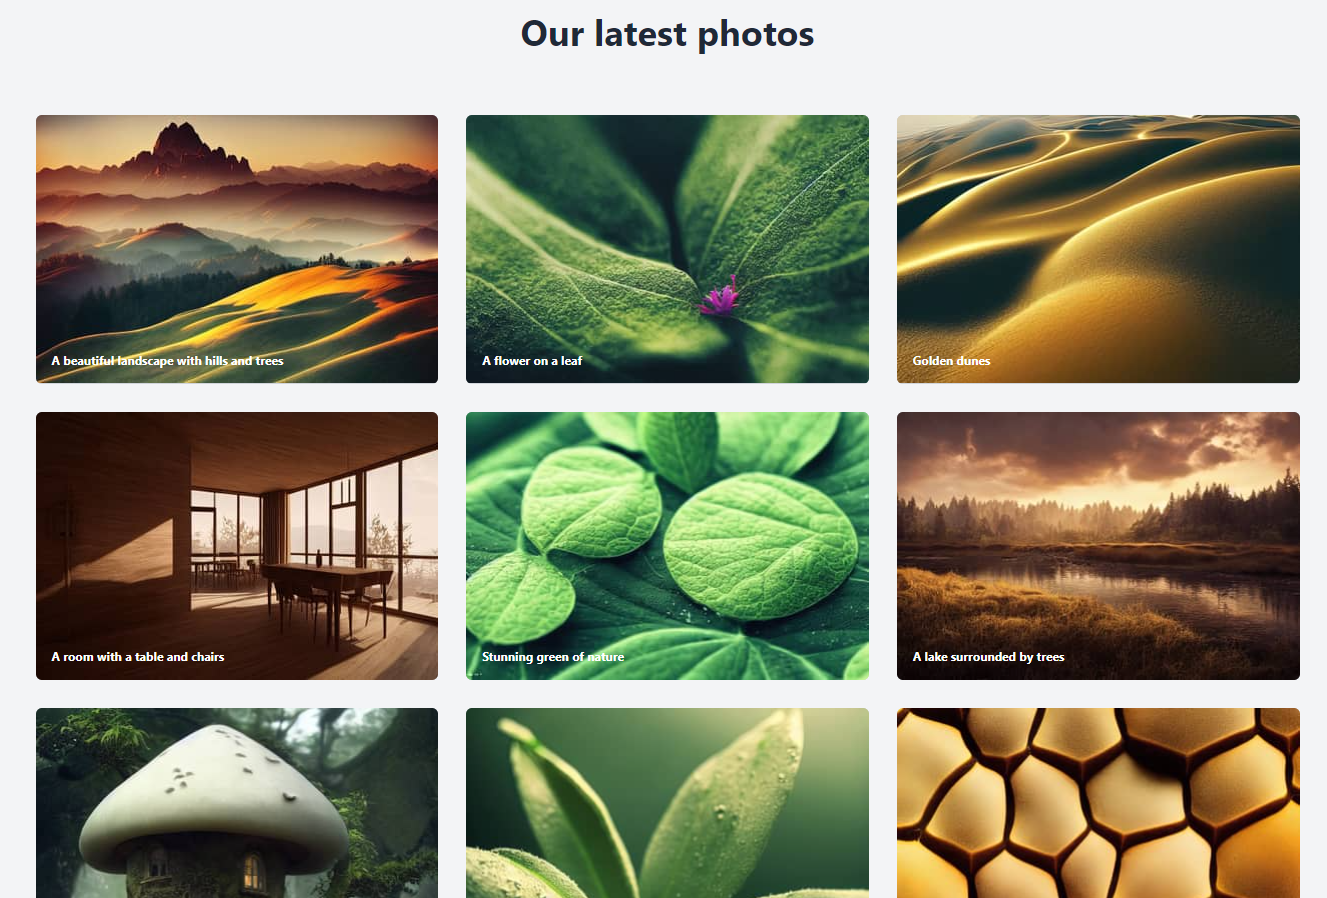 Our latest photos
A beautiful landscape with hills and trees
A flower on a leaf
Golden dunes
A room with a table and chairs
Stunning green of nature
A lake surrounded by trees